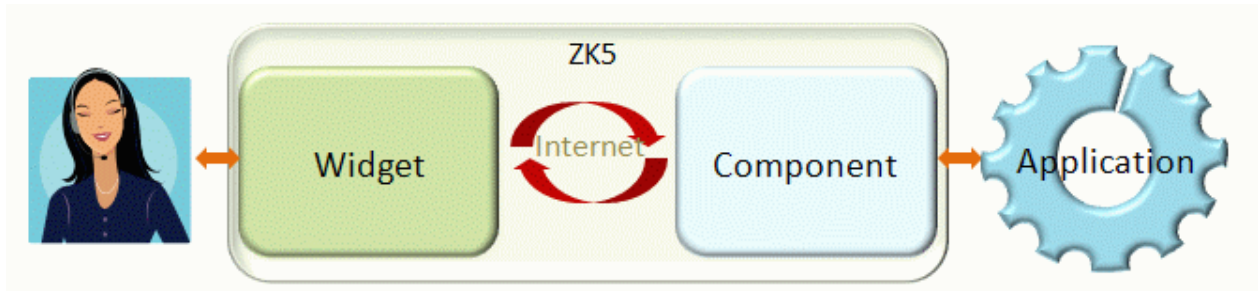 ZK5
Widget
Internet
Component
Application